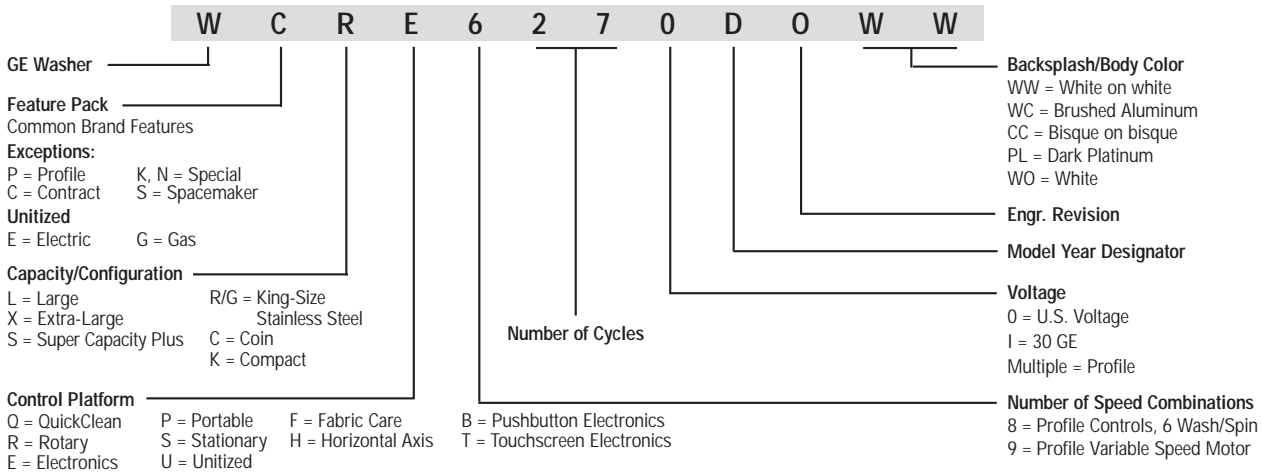 W C R E 6 2 7 0 D O W W
GE Washer
Feature Pack
Common Brand Features
Exceptions:
P = Profile K, N = Special
C = Contract S = Spacemaker
Unitized
E = Electric G = Gas
Capacity/Configuration
L = Large R/G = King-Size
X = Extra-Large Stainless Steel
S = Super Capacity Plus C = Coin
K = Compact
Control Platform
Q = QuickClean P = Portable F = Fabric Care B = Pushbutton Electronics
R = Rotary S = Stationary H = Horizontal Axis T = Touchscreen Electronics
E = Electronics U = Unitized
Number of Cycles
Backsplash/Body Color
WW = White on white
WC = Brushed Aluminum
CC = Bisque on bisque
PL = Dark Platinum
WO = White
Engr. Revision
Model Year Designator
Voltage
0 = U.S. Voltage
I = 30 GE
Multiple = Profile
Number of Speed Combinations
8 = Profile Controls, 6 Wash/Spin
9 = Profile Variable Speed Motor